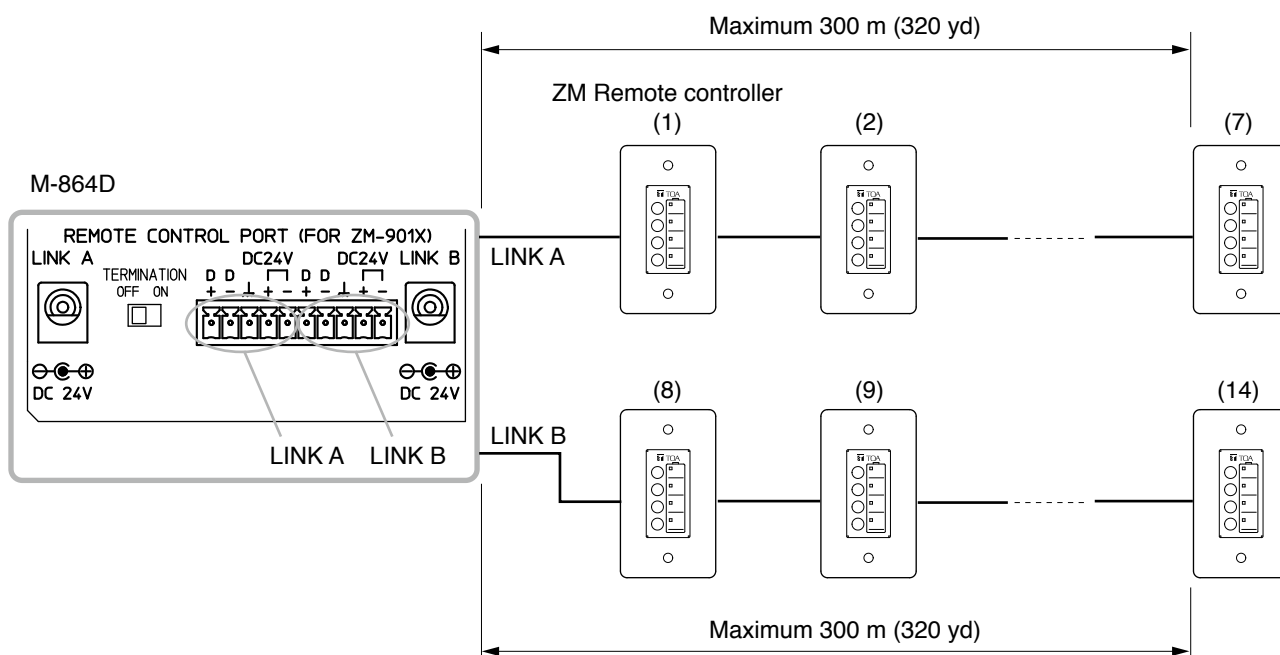 Maximum 300 m (320 yd)
ZM Remote controller
(1) (2) (7)
M-864D
REMOTE CONTROL PORT (FOR ZM-901X)
LINK A DC24V DC24V LINK B
TERMINATION
OFF ON
D D D D
+ - + - + - + -
DC 24V DC 24V
LINK A LINK B
LINK A
TOA TOA TOA
(8) (9) (14)
LINK B
TOA TOA TOA
Maximum 300 m (320 yd)